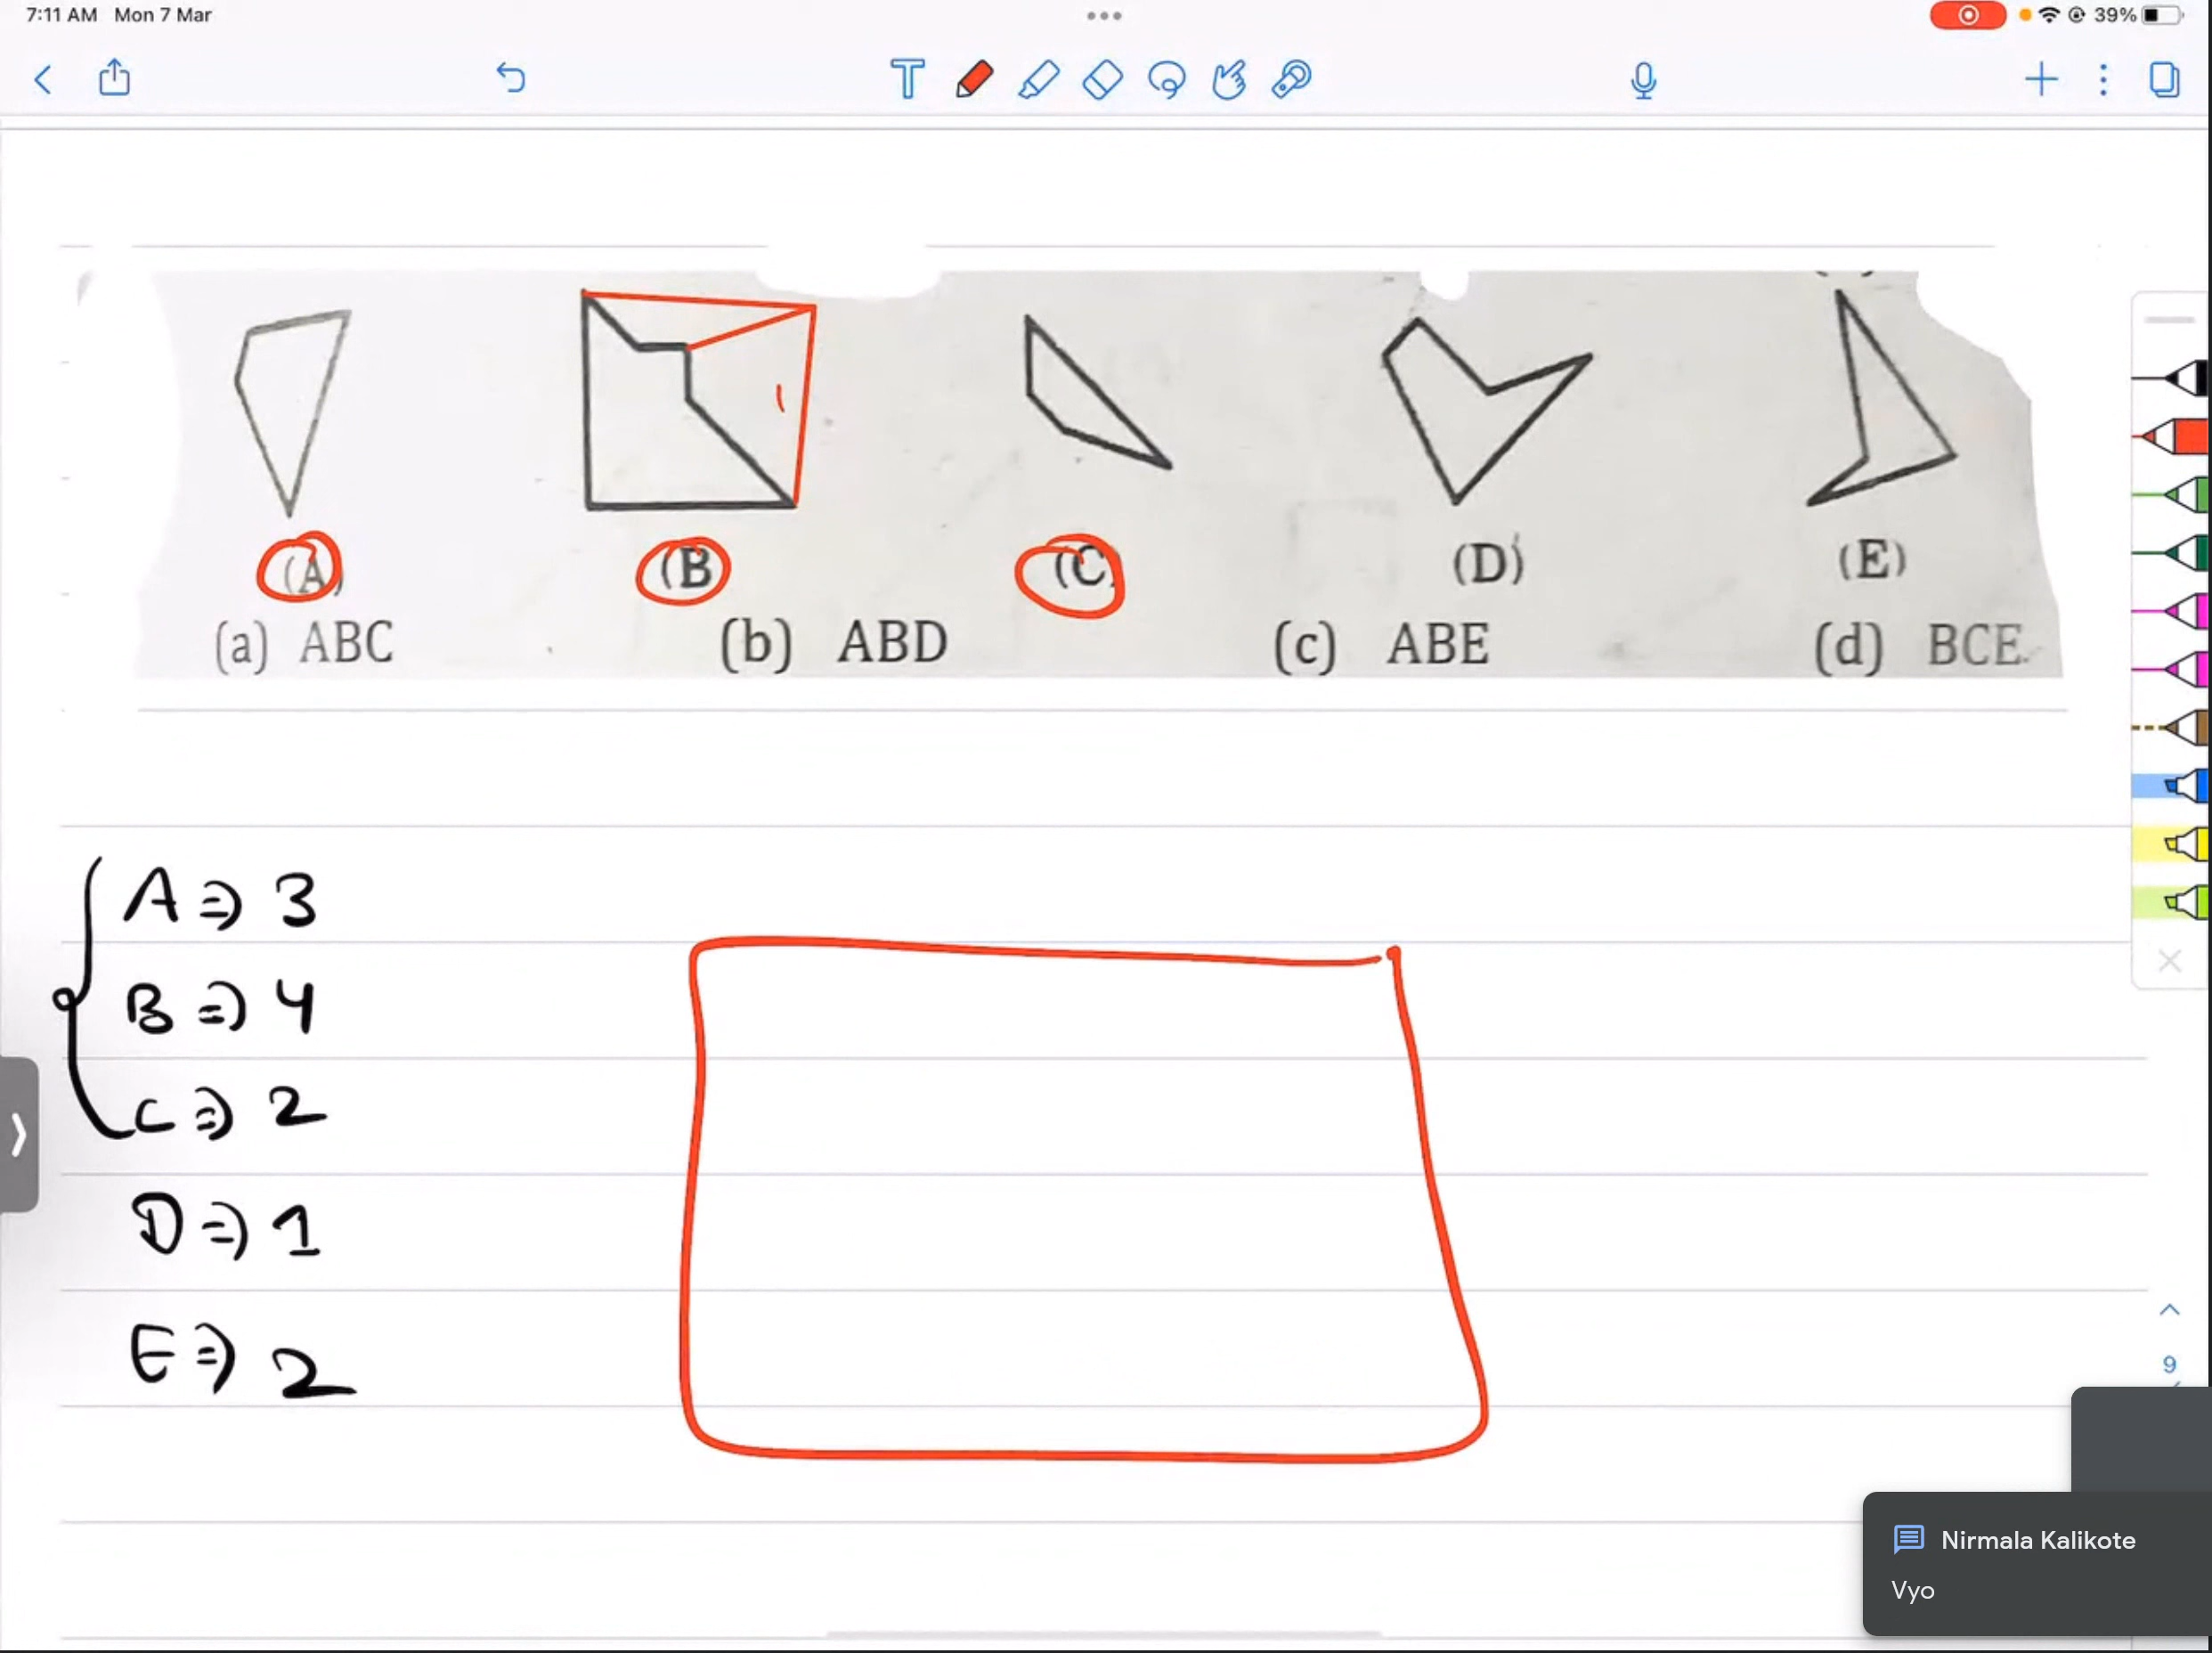 7:11 AM Mon 7 Mar
39%
T
(A) (B) (C) (D) (E)
(a) ABC (b) ABD (c) ABE (d) BCE
A ⇒ 3
B ⇒ 4
C ⇒ 2
D ⇒ 1
E ⇒ 2
9
Nirmala Kalikote
Vyo